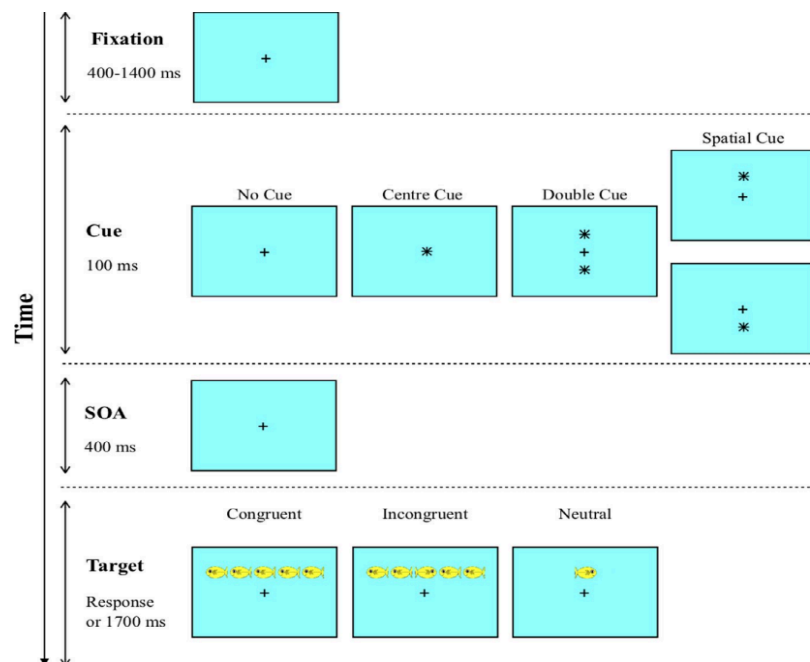 Time
Fixation
400-1400 ms
Cue
100 ms
No Cue
Centre Cue
Double Cue
Spatial Cue
SOA
400 ms
Target
Response
or 1700 ms
Congruent
Incongruent
Neutral